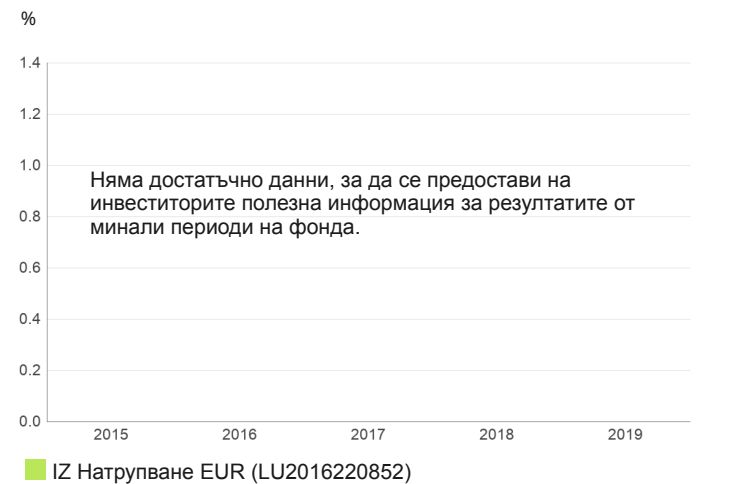 %
1.4
1.2
1.0
Няма достатъчно данни, за да се предостави на
инвеститорите полезна информация за резултатите от
минали периоди на фонда.
0.8
0.6
0.4
0.2
0.0
2015 2016 2017 2018 2019
IZ Натрупване EUR (LU2016220852)